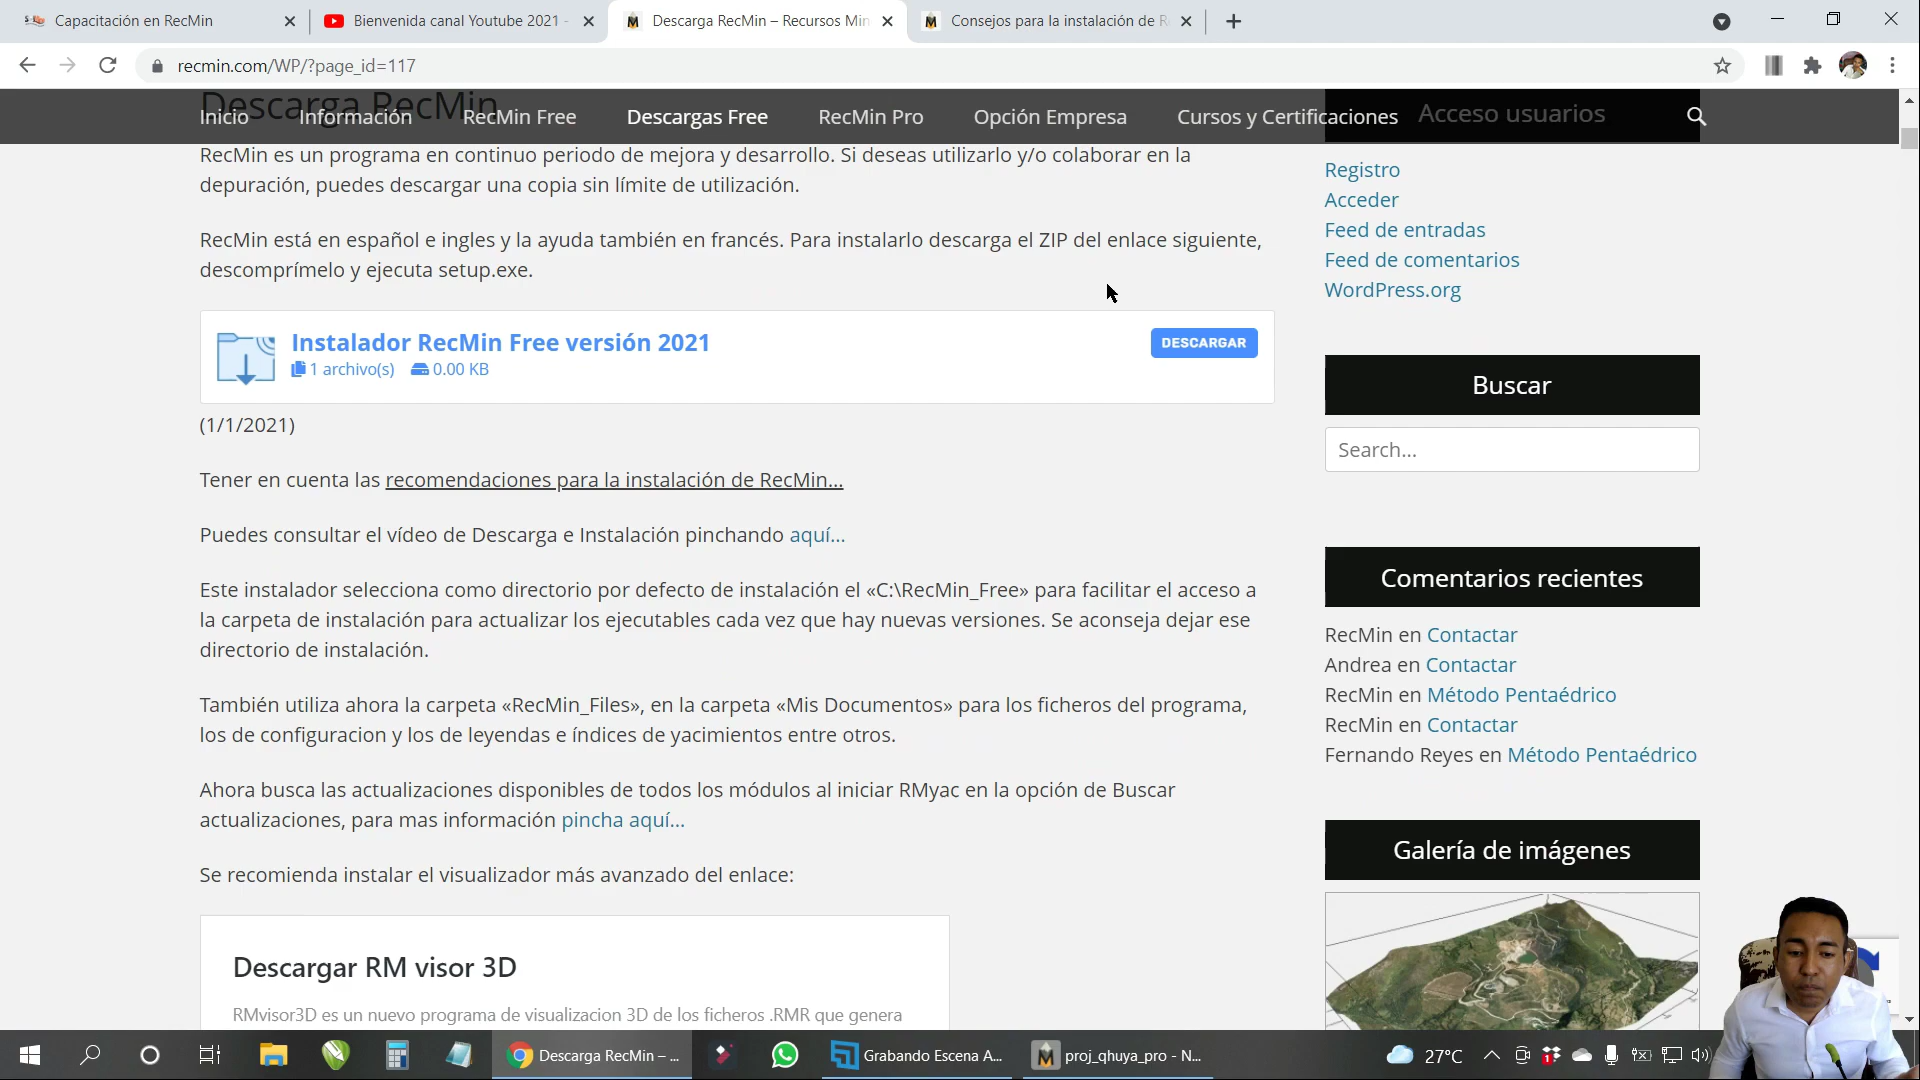 Capacitación en RecMin
Bienvenida canal Youtube 2021 -
Descarga RecMin – Recursos Min
Consejos para la instalación de R
recmin.com/WP/?page_id=117
Descarga RecMin
Inicio
Información
RecMin Free
Descargas Free
RecMin Pro
Opción Empresa
Cursos y Certificaciones
Acceso usuarios
RecMin es un programa en continuo periodo de mejora y desarrollo. Si deseas utilizarlo y/o colaborar en la
depuración, puedes descargar una copia sin límite de utilización.
RecMin está en español e ingles y la ayuda también en francés. Para instalarlo descarga el ZIP del enlace siguiente,
descomprímelo y ejecuta setup.exe.
Instalador RecMin Free versión 2021
1 archivo(s) 0.00 KB
DESCARGAR
(1/1/2021)
Tener en cuenta las recomendaciones para la instalación de RecMin...
Puedes consultar el vídeo de Descarga e Instalación pinchando aquí...
Este instalador selecciona como directorio por defecto de instalación el «C:\RecMin_Free» para facilitar el acceso a
la carpeta de instalación para actualizar los ejecutables cada vez que hay nuevas versiones. Se aconseja dejar ese
directorio de instalación.
También utiliza ahora la carpeta «RecMin_Files», en la carpeta «Mis Documentos» para los ficheros del programa,
los de configuracion y los de leyendas e índices de yacimientos entre otros.
Ahora busca las actualizaciones disponibles de todos los módulos al iniciar RMyac en la opción de Buscar
actualizaciones, para mas información pincha aquí...
Se recomienda instalar el visualizador más avanzado del enlace:
Descargar RM visor 3D
RMvisor3D es un nuevo programa de visualizacion 3D de los ficheros .RMR que genera
Registro
Acceder
Feed de entradas
Feed de comentarios
WordPress.org
Buscar
Search...
Comentarios recientes
RecMin en Contactar
Andrea en Contactar
RecMin en Método Pentaédrico
RecMin en Contactar
Fernando Reyes en Método Pentaédrico
Galería de imágenes
Descarga RecMin – ...
Grabando Escena A...
proj_qhuya_pro - N...
27°C
1